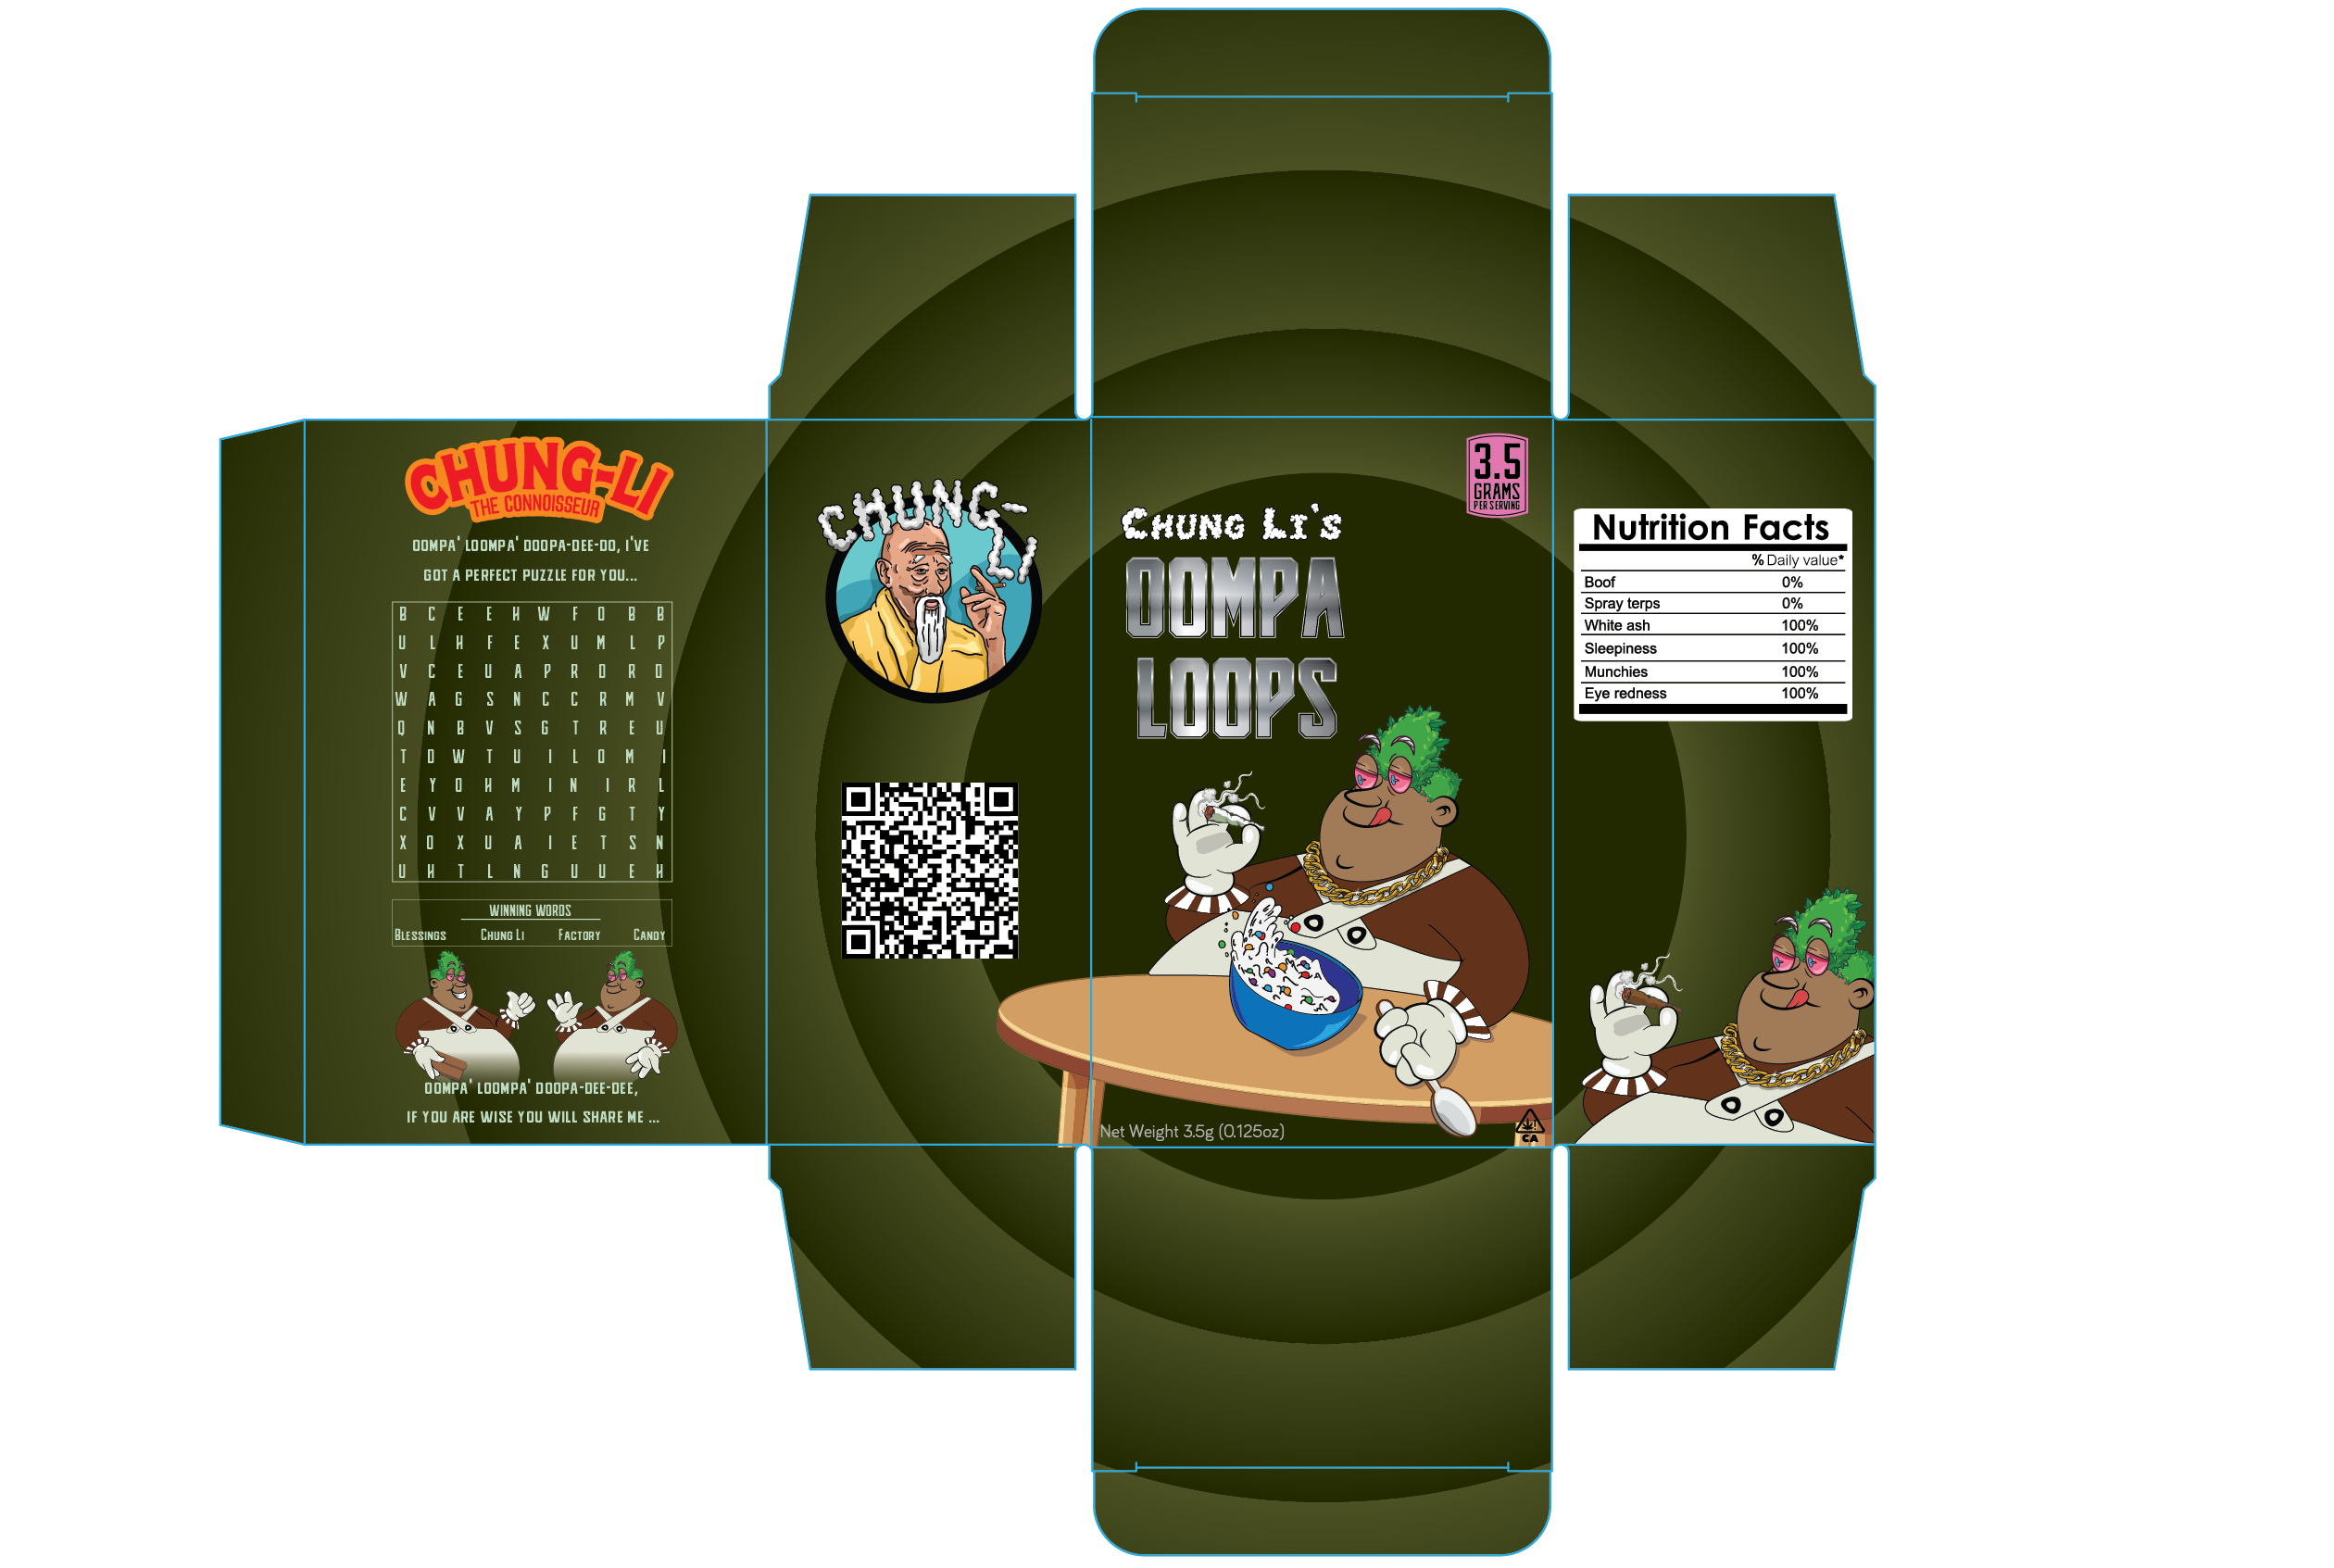 CHUNG-LI
THE CONNOISSEUR
OOMPA' LOOMPA' DOOPA-DEE-DO, I'VE
GOT A PERFECT PUZZLE FOR YOU...
B C E E H W F O B B
U L H F E X U M L P
V C E U A P R O R O
W A G S N C C R M V
Q N B V S G T R E U
T O W T U I L O M I
E Y O H M I N I R L
C V V A Y P F G T Y
X O X U A I E T S N
U H T L N G U U E H
WINNING WORDS
BLESSINGS CHUNG LI FACTORY CANDY
OOMPA' LOOMPA' DOOPA-DEE-DEE,
IF YOU ARE WISE YOU WILL SHARE ME ...
CHUNG-
LI
3.5
GRAMS
PER SERVING
CHUNG LI'S
OOMPA
LOOPS
Net Weight 3.5g (0.125oz)
CA
Nutrition Facts
% Daily value*
Boof 0%
Spray terps 0%
White ash 100%
Sleepiness 100%
Munchies 100%
Eye redness 100%